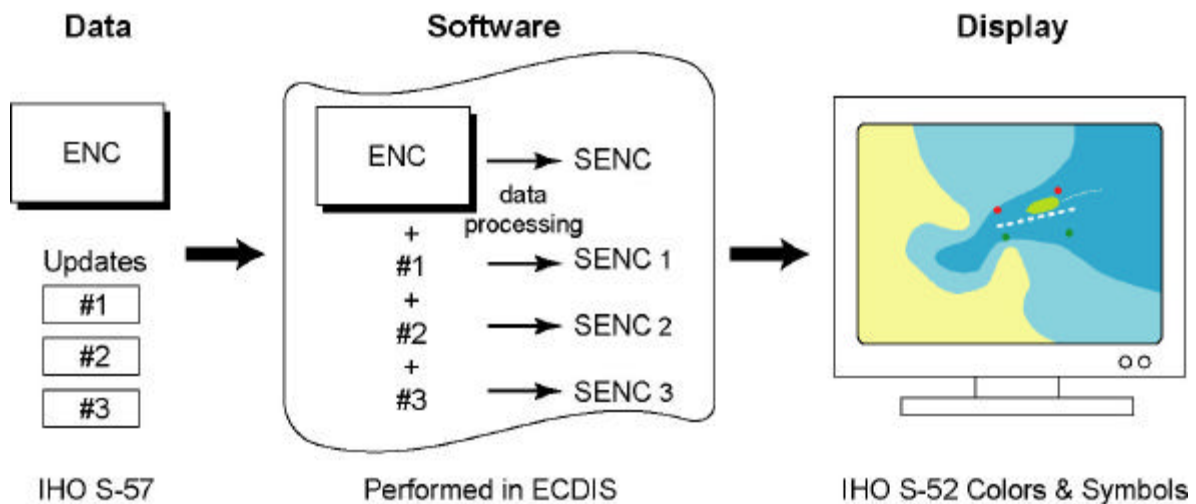 Data
Software
Display
ENC
Updates
#1
#2
#3
IHO S-57
ENC
SENC
data
processing
+
#1
SENC 1
+
#2
SENC 2
+
#3
SENC 3
Performed in ECDIS
IHO S-52 Colors & Symbols